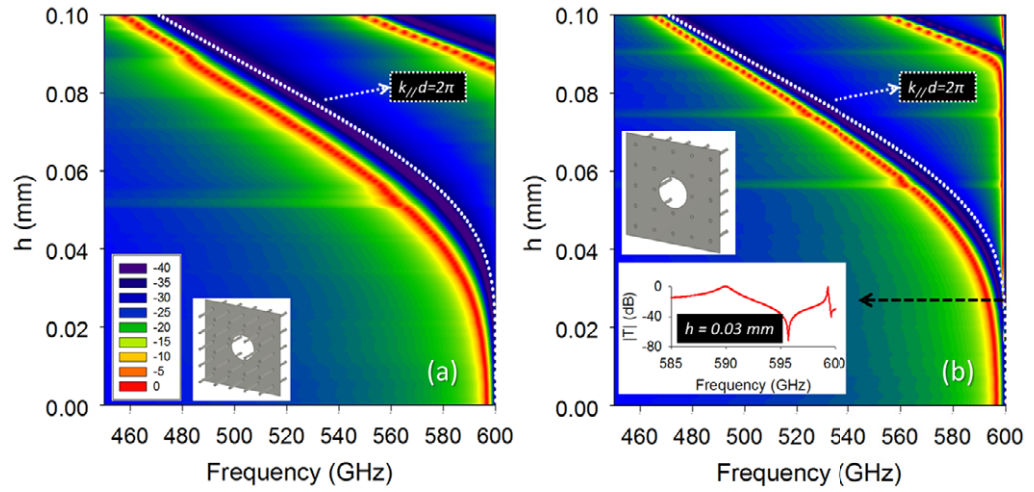 0.10
0.08
0.06
0.04
0.02
0.00
h (mm)
k//d=2π
-40
-35
-30
-25
-20
-15
-10
-5
0
(a)
460 480 500 520 540 560 580 600
Frequency (GHz)
0.10
0.08
0.06
0.04
0.02
0.00
h (mm)
k//d=2π
|T| (dB)
0
-40
-80
h = 0.03 mm
585 590 595 600
Frequency (GHz)
(b)
460 480 500 520 540 560 580 600
Frequency (GHz)